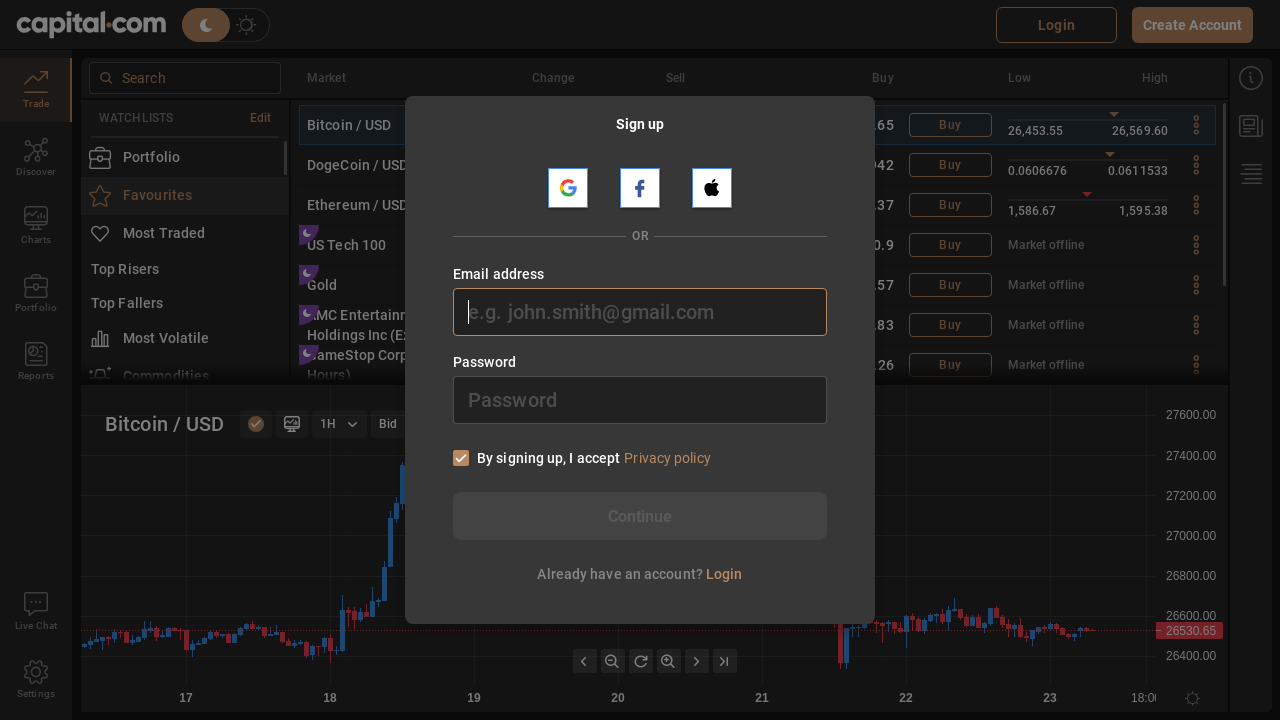 capital.com
Login
Create Account
Trade
Discover
Charts
Portfolio
Reports
Live Chat
Settings
Search
WATCHLISTS
Edit
Portfolio
Favourites
Most Traded
Top Risers
Top Fallers
Most Volatile
Commodities
Market
Change
Sell
Buy
Low
High
Bitcoin / USD
.65
Buy
26,453.55
26,569.60
DogeCoin / USD
Buy
0.0606676
0.0611533
Ethereum / USD
.37
Buy
1,586.67
1,595.38
US Tech 100
0.9
Buy
Market offline
Gold
.57
Buy
Market offline
AMC Entertainm
Holdings Inc (Ex
.83
Buy
Market offline
GameStop Corp
Hours)
.26
Buy
Market offline
Sign up
OR
Email address
e.g. john.smith@gmail.com
Password
Password
By signing up, I accept Privacy policy
Continue
Already have an account? Login
Bitcoin / USD
1H
Bid
27600.00
27400.00
27200.00
27000.00
26800.00
26600.00
26530.65
26400.00
17
18
19
20
21
22
23
18:0